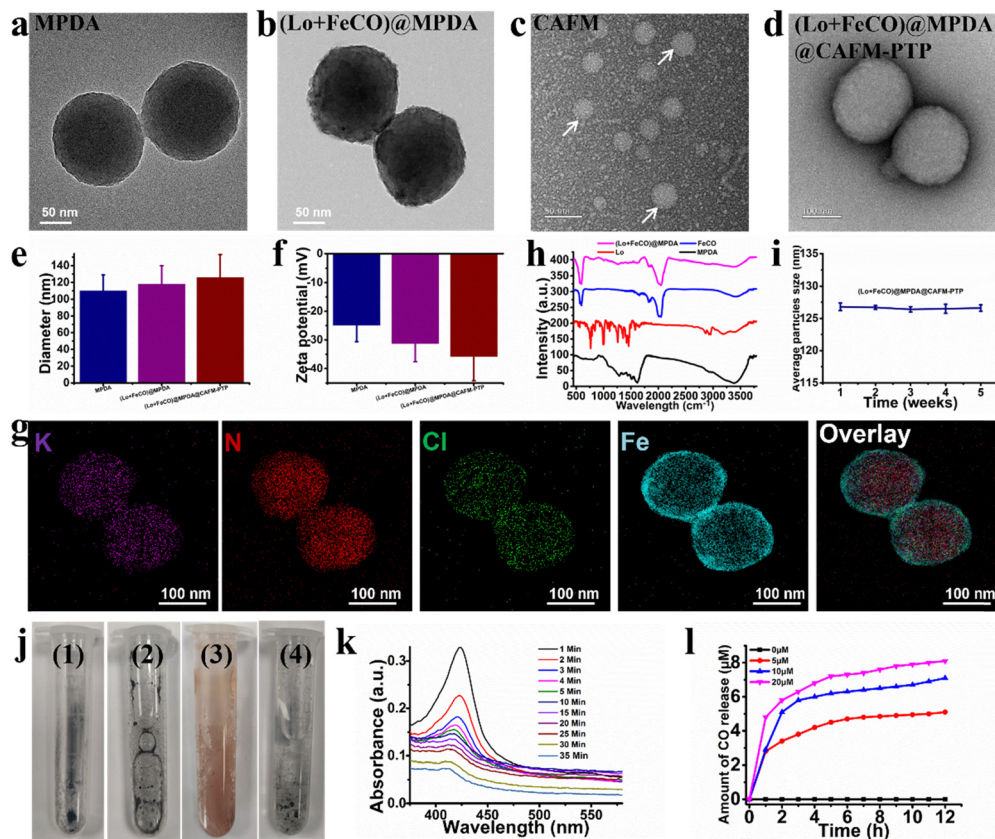 a MPDA
50 nm
b (Lo+FeCO)@MPDA
50 nm
c CAFM
50 nm
d (Lo+FeCO)@MPDA
@CAFM-PTP
100 nm
e
Diameter (nm)
140
120
100
80
60
40
20
0
MPDA
(Lo+FeCO)@MPDA
(Lo+FeCO)@MPDA@CAFM-PTP
f
Zeta potential (mV)
0
-10
-20
-30
-40
MPDA
(Lo+FeCO)@MPDA
(Lo+FeCO)@MPDA@CAFM-PTP
h
(Lo+FeCO)@MPDA
FeCO
Lo
MPDA
Intensity (a.u.)
400
350
300
250
200
150
100
50
0
500 1000 1500 2000 2500 3000 3500
Wavelength (cm⁻¹)
i
Average particles size (nm)
135
130
125
120
115
(Lo+FeCO)@MPDA@CAFM-PTP
1 2 3 4 5
Time (weeks)
g
K
100 nm
N
100 nm
Cl
100 nm
Fe
100 nm
Overlay
100 nm
j
(1)
(2)
(3)
(4)
k
Absorbance (a.u.)
0.3
0.2
0.1
0.0
1 Min
2 Min
3 Min
4 Min
5 Min
10 Min
15 Min
20 Min
25 Min
30 Min
35 Min
400 450 500 550
Wavelength (nm)
l
Amount of CO release (μM)
8
6
4
2
0
0μM
5μM
10μM
20μM
0 2 4 6 8 10 12
Time (h)